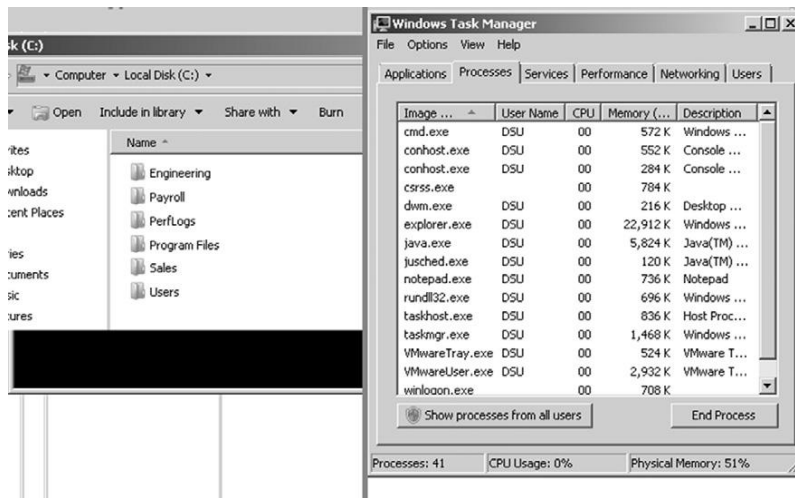 sk (C:)
Computer Local Disk (C:)
Open Include in library Share with Burn
rites
sktop
wnloads
cent Places
ries
cuments
sic
ures
Name
Engineering
Payroll
PerfLogs
Program Files
Sales
Users
Windows Task Manager
File Options View Help
Applications Processes Services Performance Networking Users
Image ... User Name CPU Memory (... Description
cmd.exe DSU 00 572 K Windows ...
conhost.exe DSU 00 552 K Console ...
conhost.exe DSU 00 284 K Console ...
csrss.exe 00 784 K
dwm.exe DSU 00 216 K Desktop ...
explorer.exe DSU 00 22,912 K Windows ...
java.exe DSU 00 5,824 K Java(TM) ...
jusched.exe DSU 00 120 K Java(TM) ...
notepad.exe DSU 00 736 K Notepad
rundll32.exe DSU 00 696 K Windows ...
taskhost.exe DSU 00 836 K Host Proc...
taskmgr.exe DSU 00 1,468 K Windows ...
VMwareTray.exe DSU 00 524 K VMware T...
VMwareUser.exe DSU 00 2,932 K VMware T...
winlogon.exe 00 708 K
Show processes from all users End Process
Processes: 41 CPU Usage: 0% Physical Memory: 51%